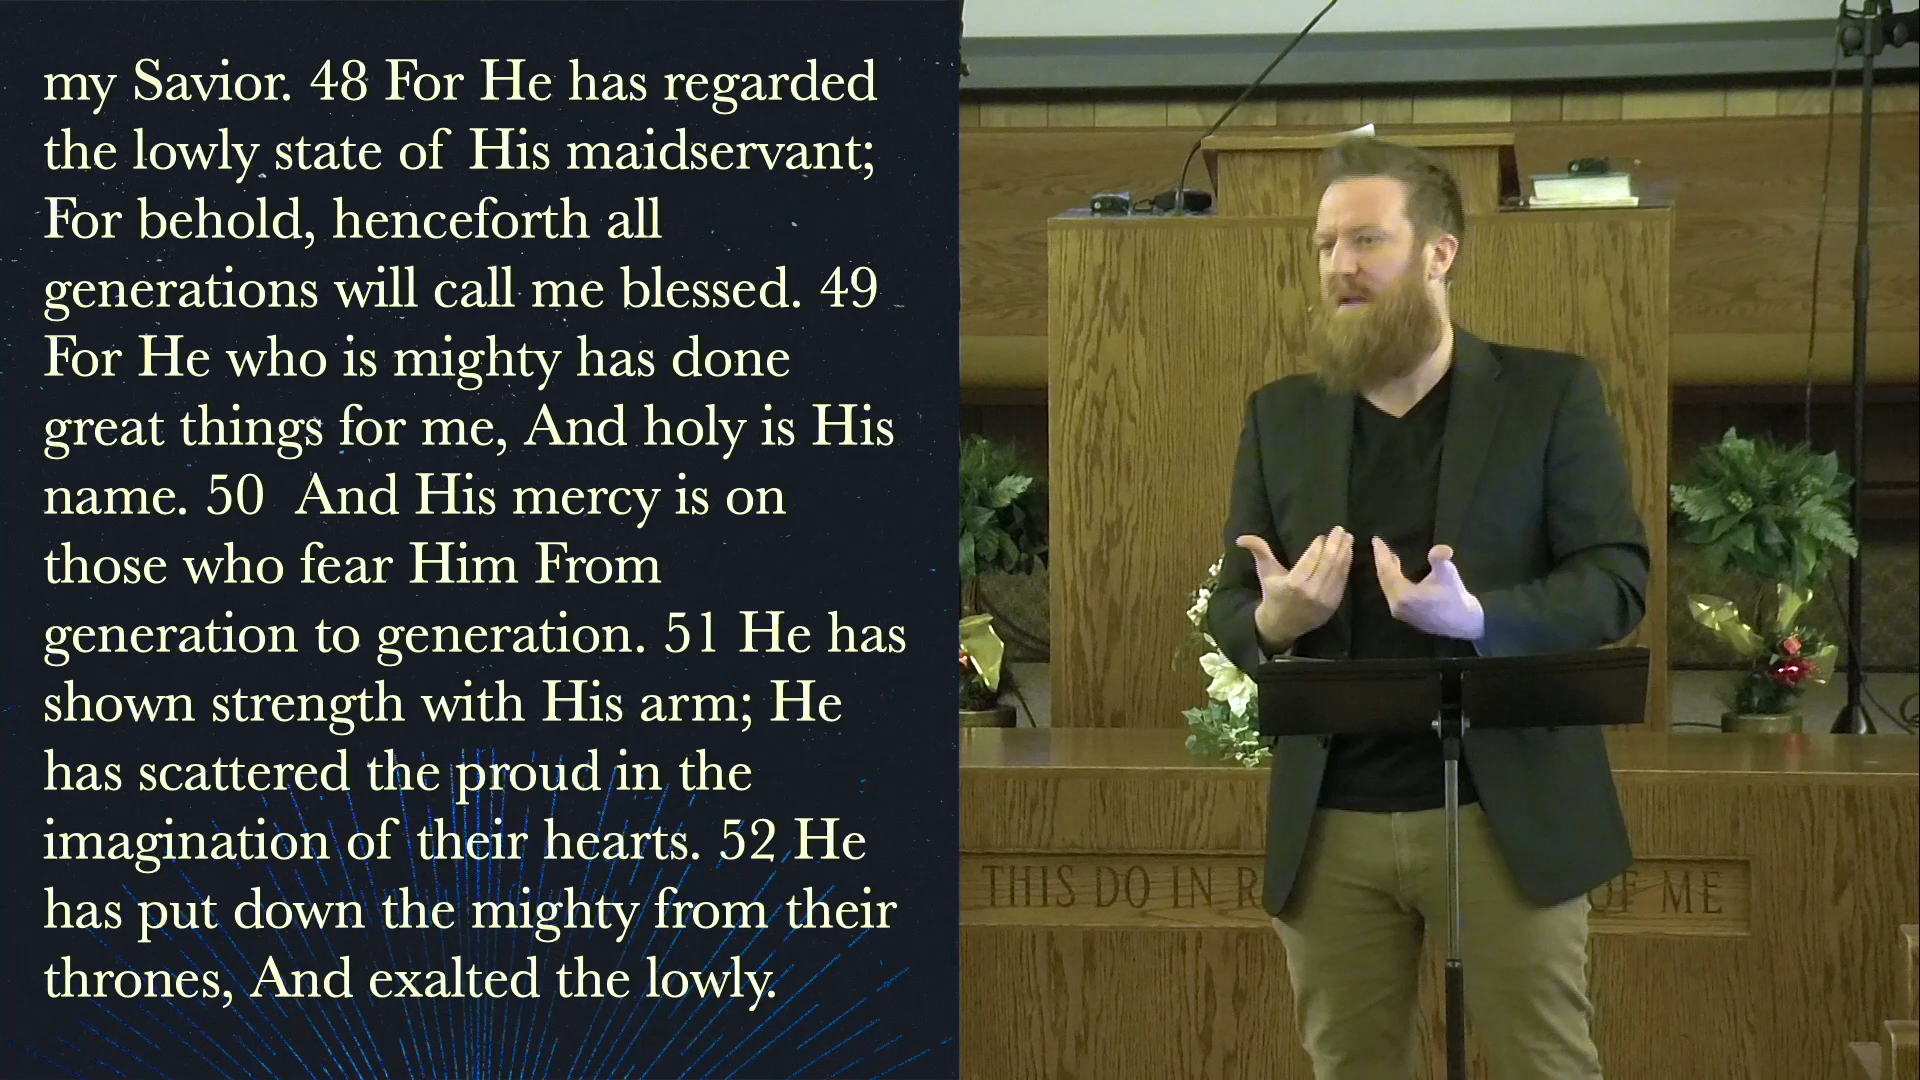 my Savior. 48 For He has regarded
the lowly state of His maidservant;
For behold, henceforth all
generations will call me blessed. 49
For He who is mighty has done
great things for me, And holy is His
name. 50 And His mercy is on
those who fear Him From
generation to generation. 51 He has
shown strength with His arm; He
has scattered the proud in the
imagination of their hearts. 52 He
has put down the mighty from their
thrones, And exalted the lowly.
THIS DO IN R OF ME